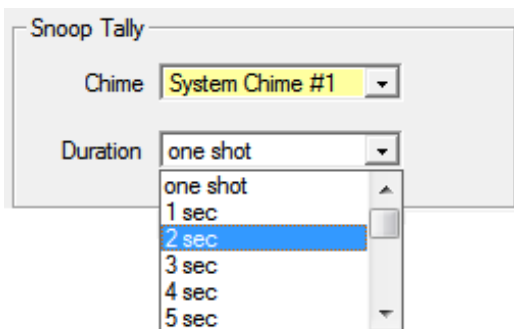 Snoop Tally
Chime System Chime #1
Duration one shot
one shot
1 sec
2 sec
3 sec
4 sec
5 sec